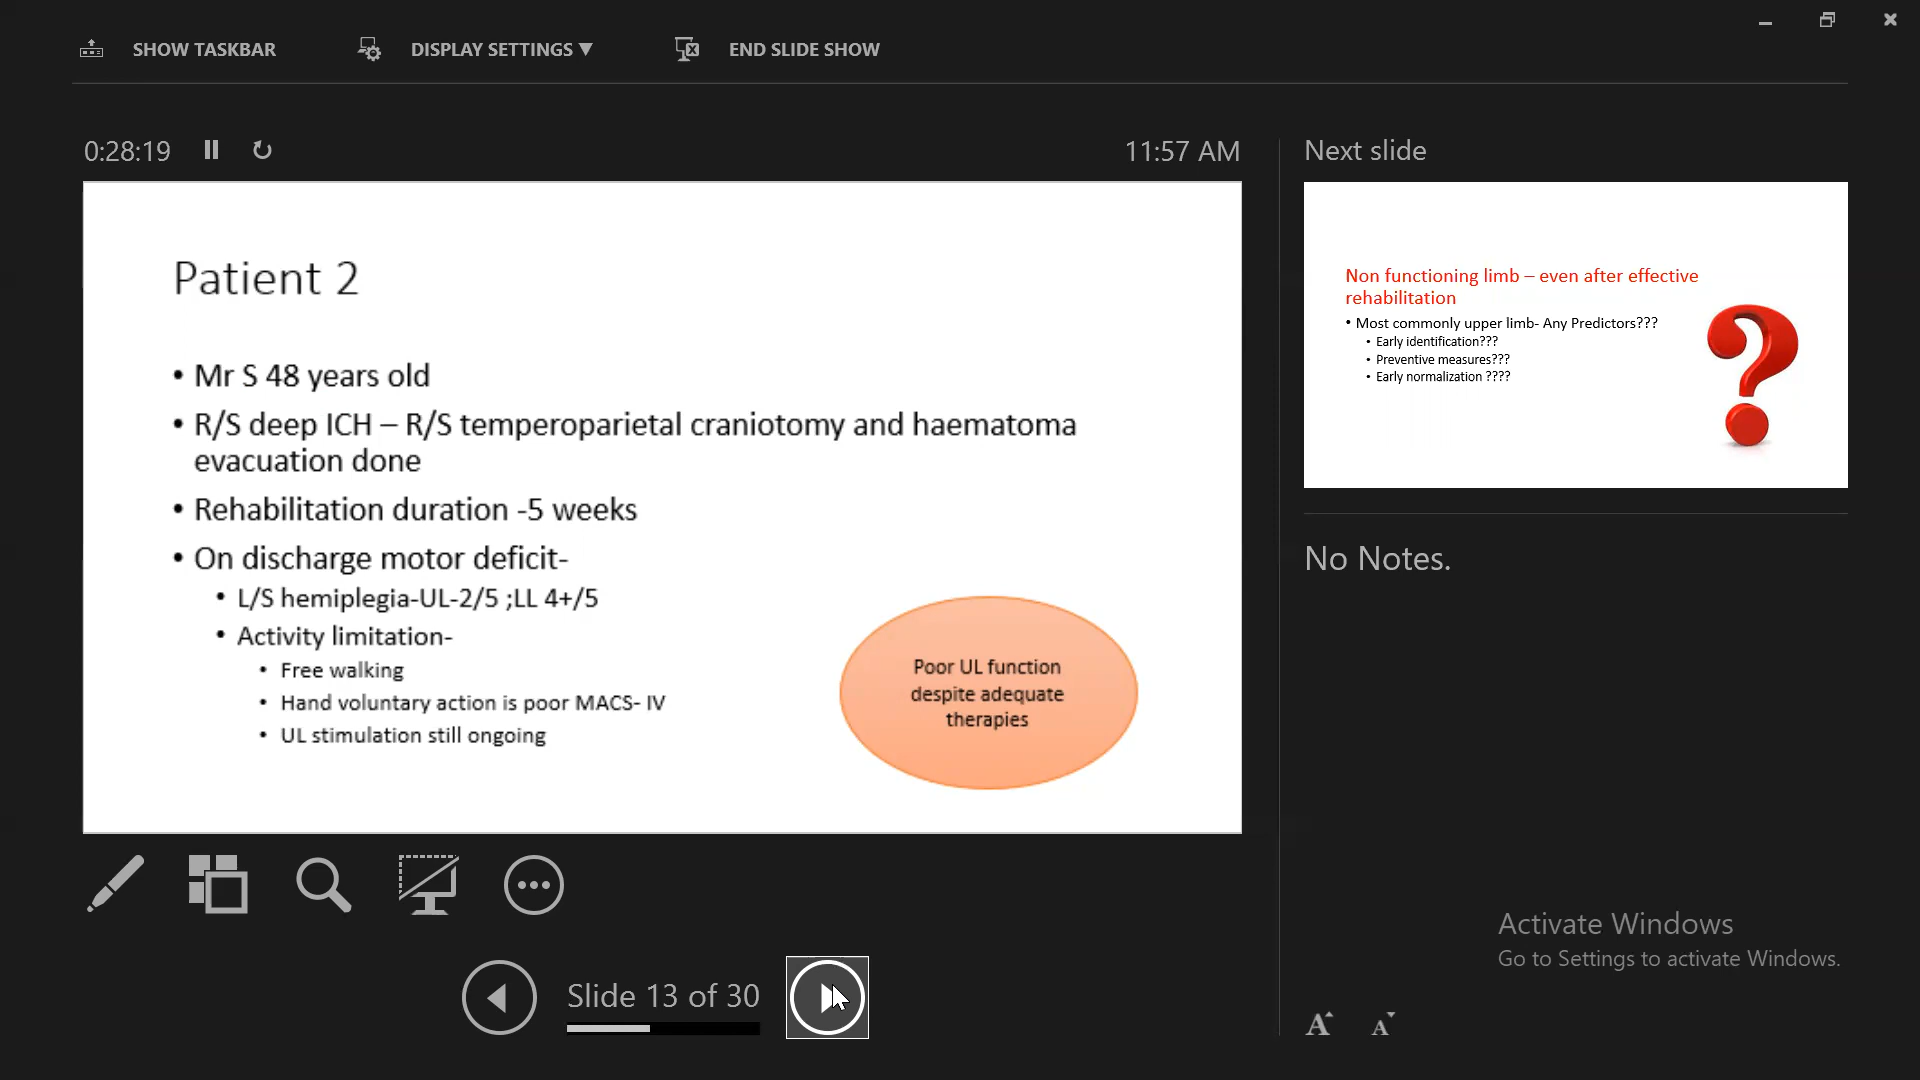 SHOW TASKBAR
DISPLAY SETTINGS ▼
END SLIDE SHOW
0:28:19
11:57 AM
Patient 2
• Mr S 48 years old
• R/S deep ICH – R/S temperoparietal craniotomy and haematoma
evacuation done
• Rehabilitation duration -5 weeks
• On discharge motor deficit-
• L/S hemiplegia-UL-2/5 ;LL 4+/5
• Activity limitation-
• Free walking
• Hand voluntary action is poor MACS- IV
• UL stimulation still ongoing
Poor UL function
despite adequate
therapies
Next slide
Non functioning limb – even after effective
rehabilitation
• Most commonly upper limb- Any Predictors???
• Early identification???
• Preventive measures???
• Early normalization ????
No Notes.
Slide 13 of 30
Activate Windows
Go to Settings to activate Windows.
A
A